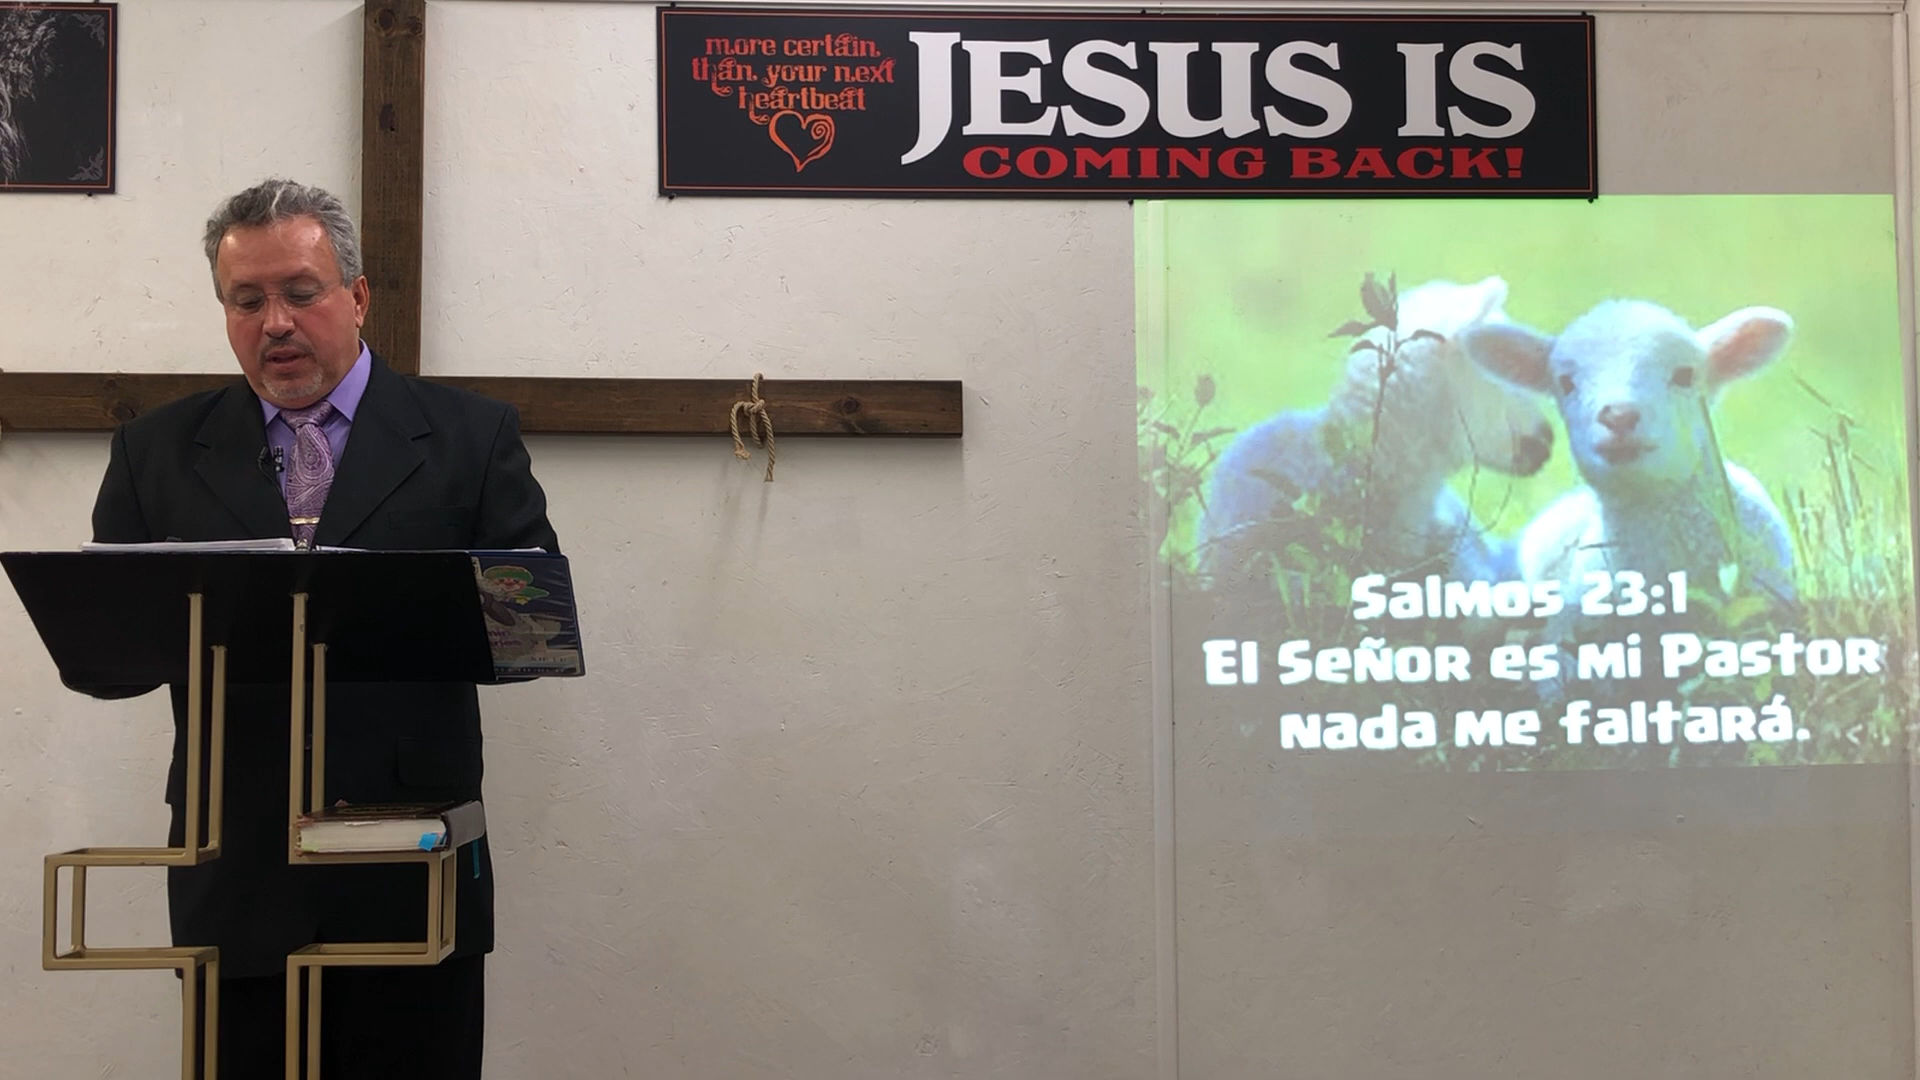 more certain
than your next
heartbeat
JESUS IS
COMING BACK!
Salmos 23:1
El Señor es mi Pastor
nada me faltará.